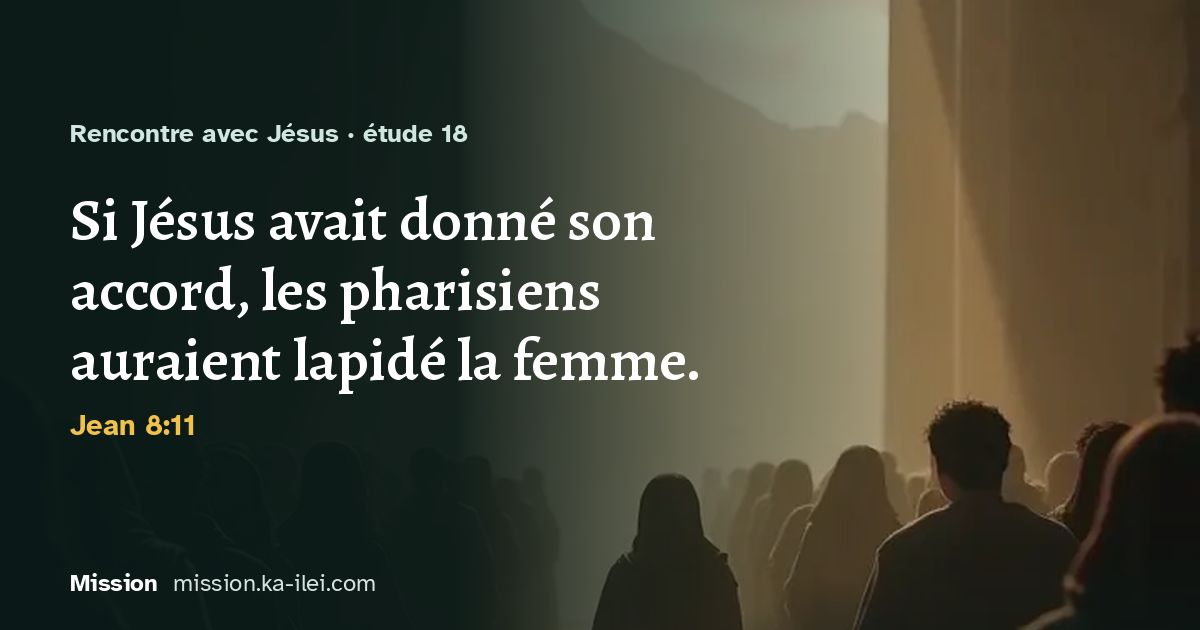 Rencontre avec Jésus · étude 18
Si Jésus avait donné son
accord, les pharisiens
auraient lapidé la femme.
Jean 8:11
Mission mission.ka-ilei.com